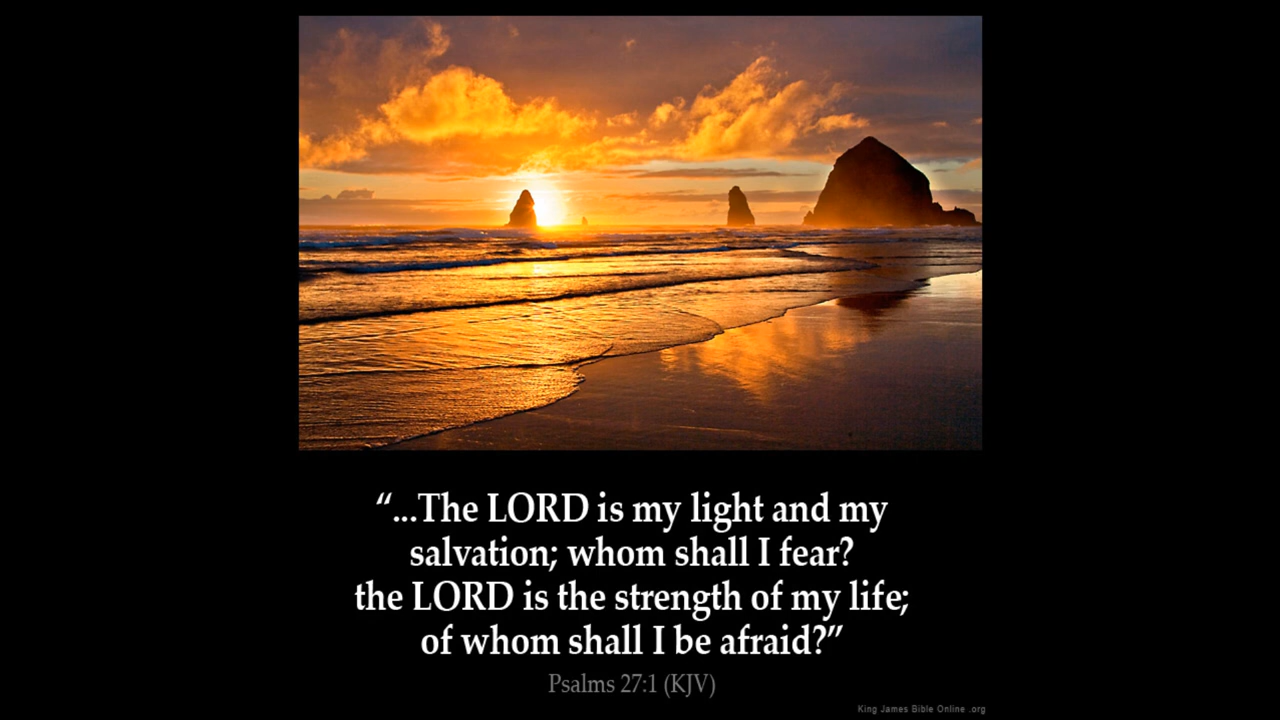 “...The LORD is my light and my
salvation; whom shall I fear?
the LORD is the strength of my life;
of whom shall I be afraid?”
Psalms 27:1 (KJV)
King James Bible Online .org